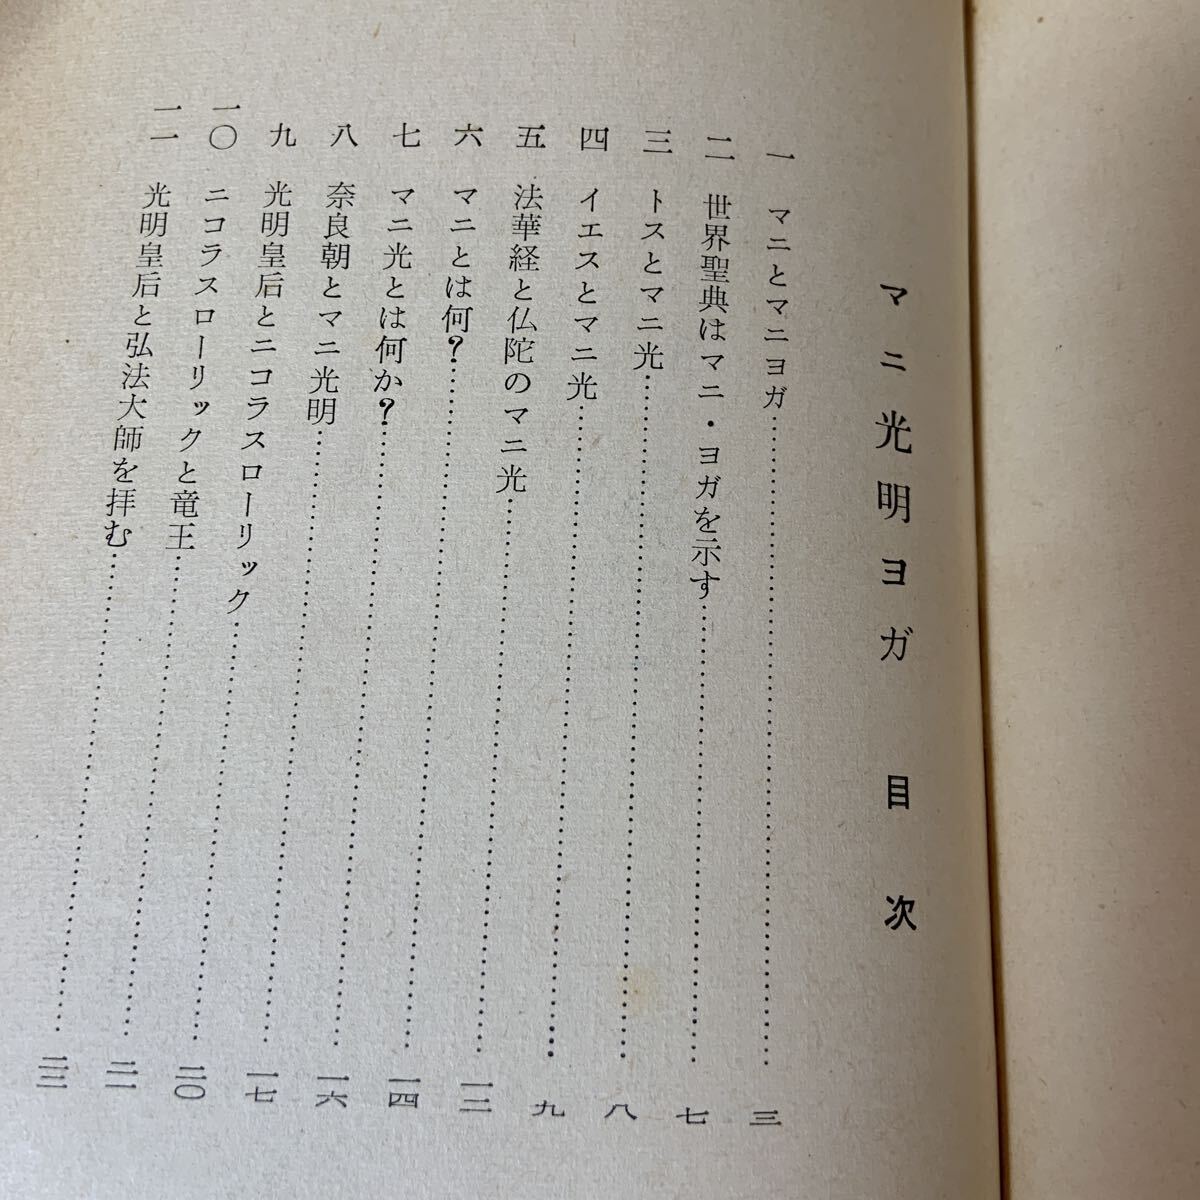 マニ光明ヨガ 目次
一 マニとマニヨガ……三
二 世界聖典はマニ・ヨガを示す……七
三 トスとマニ光……八
四 イエスとマニ光……九
五 法華経と仏陀のマニ光……一二
六 マニとは何?……一四
七 マニ光とは何か?……一六
八 奈良朝とマニ光明……一七
九 光明皇后とニコラスローリック……二〇
一〇 ニコラスローリックと竜王……二一
一一 光明皇后と弘法大師を拝む……二三